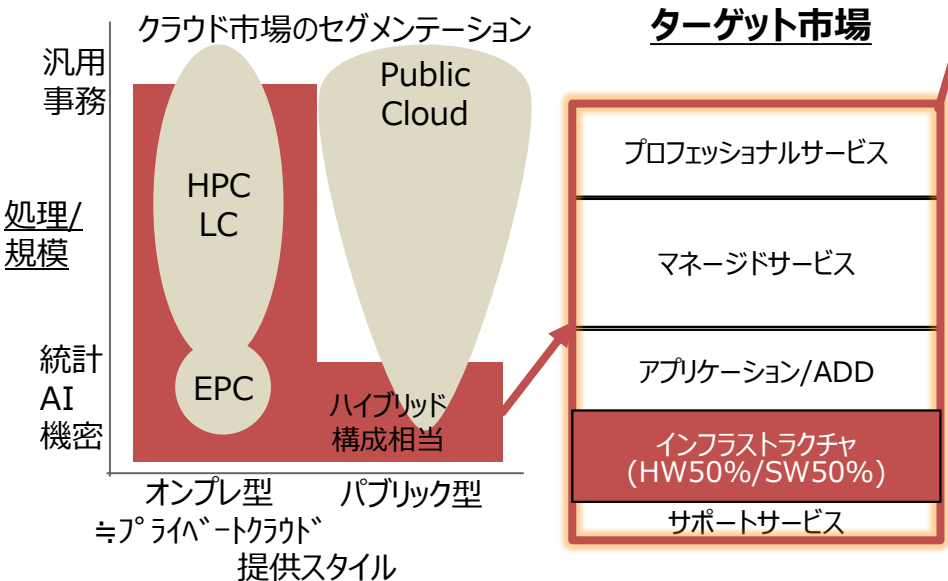 クラウド市場のセグメンテーション
汎用
事務
処理/
規模
統計
AI
機密
HPC
LC
EPC
Public
Cloud
ハイブリッド
構成相当
オンプレ型
≒ﾌﾟﾗｲﾍﾞｰﾄｸﾗｳﾄﾞ
パブリック型
提供スタイル
ターゲット市場
プロフェッショナルサービス
マネージドサービス
アプリケーション/ADD
インフラストラクチャ
(HW50%/SW50%)
サポートサービス